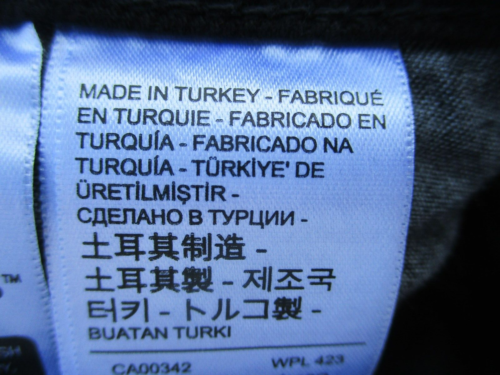 MADE IN TURKEY - FABRIQUÉ
EN TURQUIE - FABRICADO EN
TURQUÍA - FABRICADO NA
TURQUÍA - TÜRKİYE' DE
ÜRETİLMİŞTİR -
СДЕЛАНО В ТУРЦИИ -
土耳其制造 -
土耳其製 - 제조국
터키 - トルコ製 -
BUATAN TURKI
CA00342 WPL 423
TM